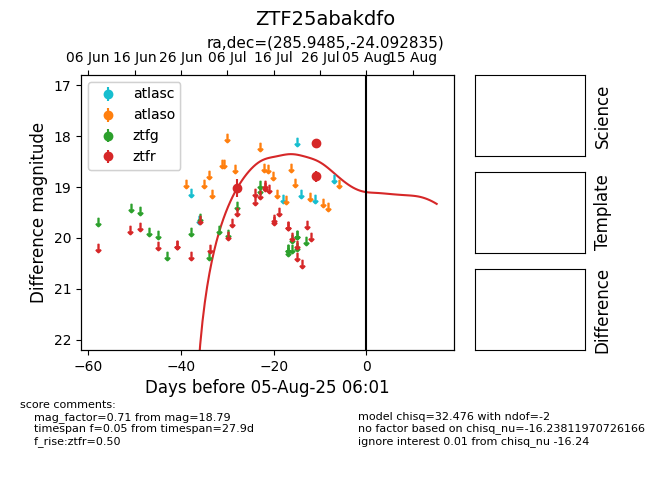 ZTF25abakdfo
ra,dec=(285.9485,-24.092835)
06 Jun 16 Jun 26 Jun 06 Jul 16 Jul 26 Jul 05 Aug 15 Aug
17
18
19
20
21
22
Difference magnitude
atlasc
atlaso
ztfg
ztfr
−60 −40 −20 0
Days before 05-Aug-25 06:01
Science
Template
Difference
score comments:
mag_factor=0.71 from mag=18.79
timespan f=0.05 from timespan=27.9d
f_rise:ztfr=0.50
model chisq=32.476 with ndof=-2
no factor based on chisq_nu=-16.23811970726166
ignore interest 0.01 from chisq_nu -16.24